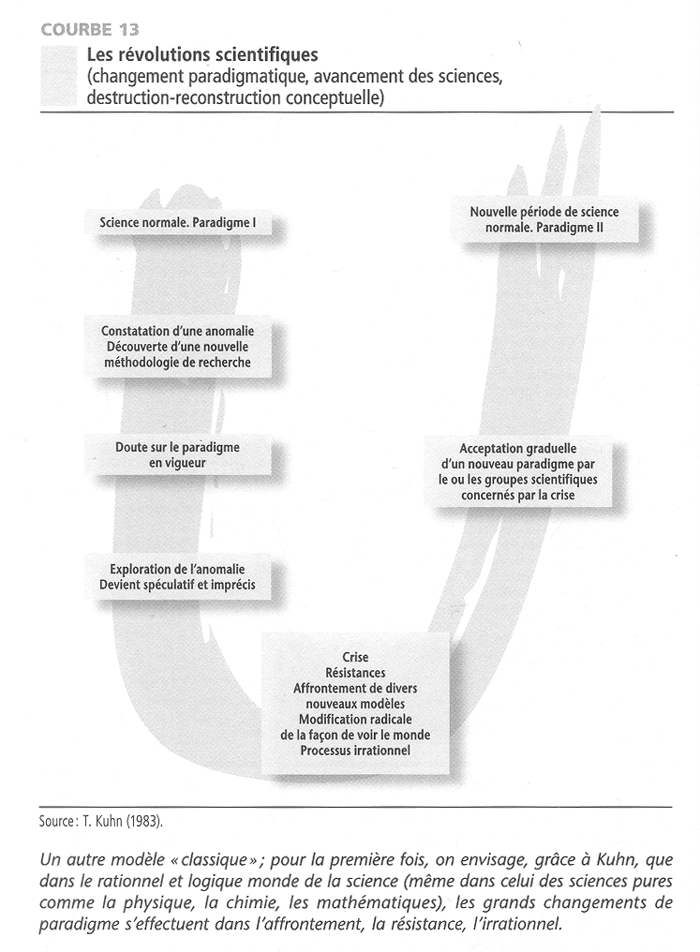 COURBE 13
Les révolutions scientifiques
(changement paradigmatique, avancement des sciences,
destruction-reconstruction conceptuelle)
Science normale. Paradigme I
Constatation d'une anomalie
Découverte d'une nouvelle
méthodologie de recherche
Doute sur le paradigme
en vigueur
Exploration de l'anomalie
Devient spéculatif et imprécis
Crise
Résistances
Affrontement de divers
nouveaux modèles
Modification radicale
de la façon de voir le monde
Processus irrationnel
Acceptation graduelle
d'un nouveau paradigme par
le ou les groupes scientifiques
concernés par la crise
Nouvelle période de science
normale. Paradigme II
Source : T. Kuhn (1983).
Un autre modèle « classique » ; pour la première fois, on envisage, grâce à Kuhn, que
dans le rationnel et logique monde de la science (même dans celui des sciences pures
comme la physique, la chimie, les mathématiques), les grands changements de
paradigme s'effectuent dans l'affrontement, la résistance, l'irrationnel.